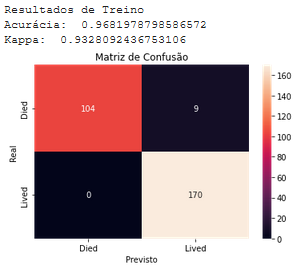 Resultados de Treino
Acurácia:  0.9681978798586572
Kappa:  0.9328092436753106
Matriz de Confusão
Died
104
9
Real
Lived
0
170
Died
Lived
Previsto
160
140
120
100
80
60
40
20
0